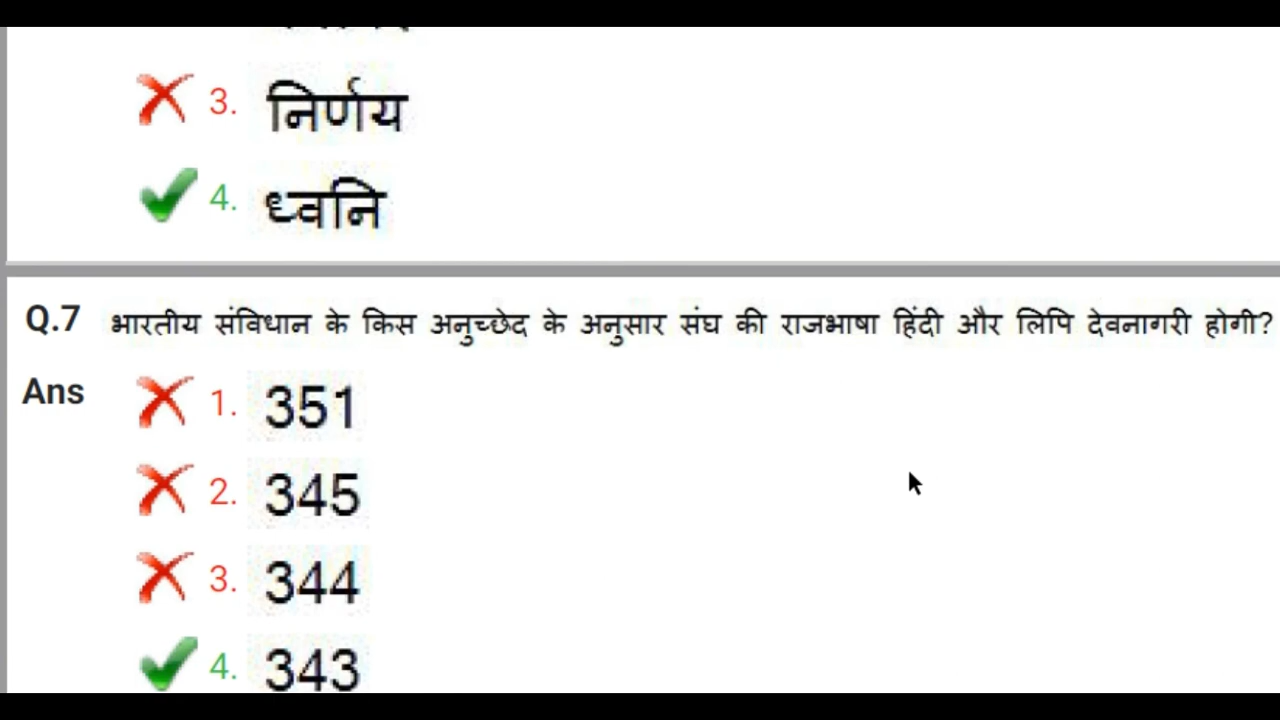 3. निर्णय
4. ध्वनि
Q.7 भारतीय संविधान के किस अनुच्छेद के अनुसार संघ की राजभाषा हिंदी और लिपि देवनागरी होगी?
Ans 1. 351
2. 345
3. 344
4. 343